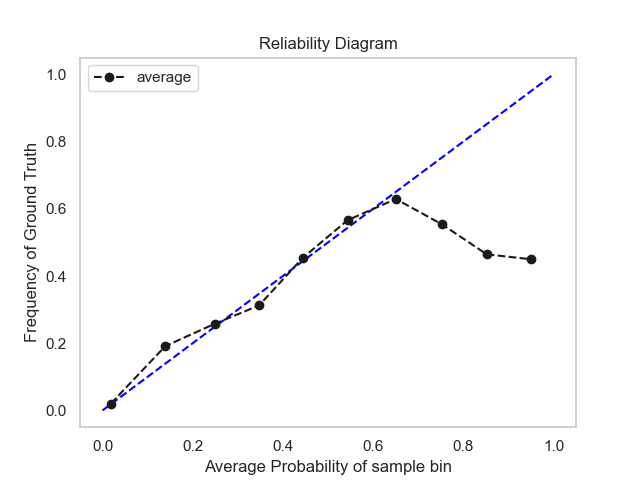 Reliability Diagram
average
1.0
0.8
0.6
0.4
0.2
0.0
Frequency of Ground Truth
0.0 0.2 0.4 0.6 0.8 1.0
Average Probability of sample bin